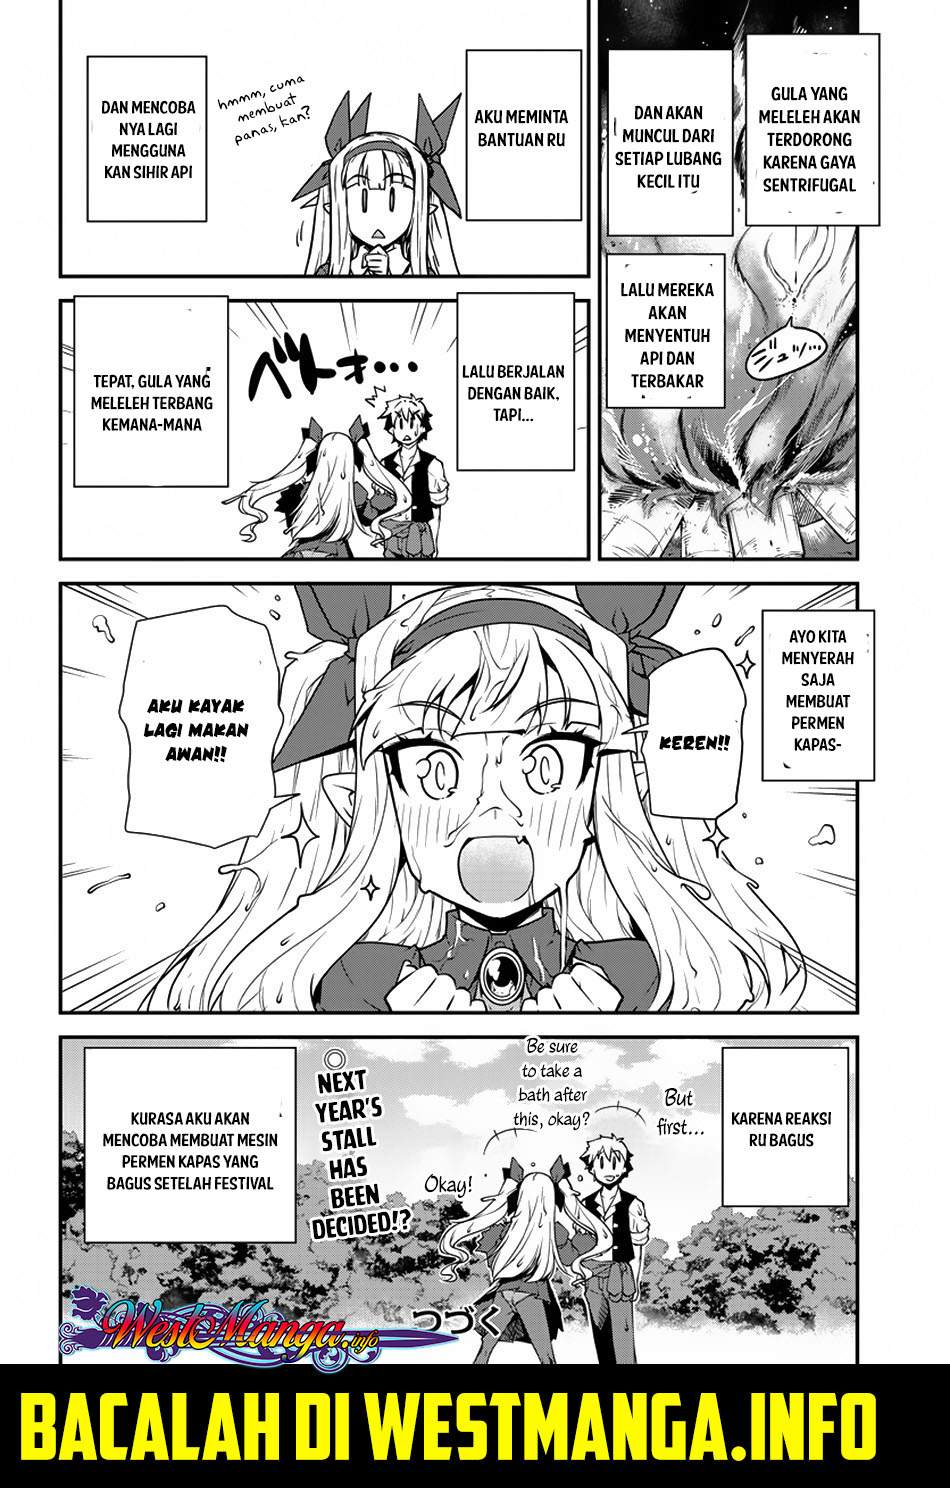 GULA YANG
MELELEH AKAN
TERDORONG
KARENA GAYA
SENTRIFUGAL
DAN AKAN
MUNCUL DARI
SETIAP LUBANG
KECIL ITU
LALU MEREKA
AKAN
MENYENTUH
API DAN
TERBAKAR
AKU MEMINTA
BANTUAN RU
hmmm, cuma
membuat
panas, kan?
DAN MENCOBA
NYA LAGI
MENGGUNA
KAN SIHIR API
LALU BERJALAN
DENGAN BAIK,
TAPI...
ベトォ...
TEPAT, GULA YANG
MELELEH TERBANG
KEMANA-MANA
AYO KITA
MENYERAH
SAJA
MEMBUAT
PERMEN
KAPAS-
KEREN!!
AKU KAYAK
LAGI MAKAN
AWAN!!
KARENA REAKSI
RU BAGUS
But
first...
Be sure
to take a
bath after
this, okay?
Okay!
NEXT
YEAR'S
STALL
HAS
BEEN
DECIDED!?
KURASA AKU AKAN
MENCOBA MEMBUAT MESIN
PERMEN KAPAS YANG
BAGUS SETELAH FESTIVAL
つづく
WestManga.info
BACALAH DI WESTMANGA.INFO